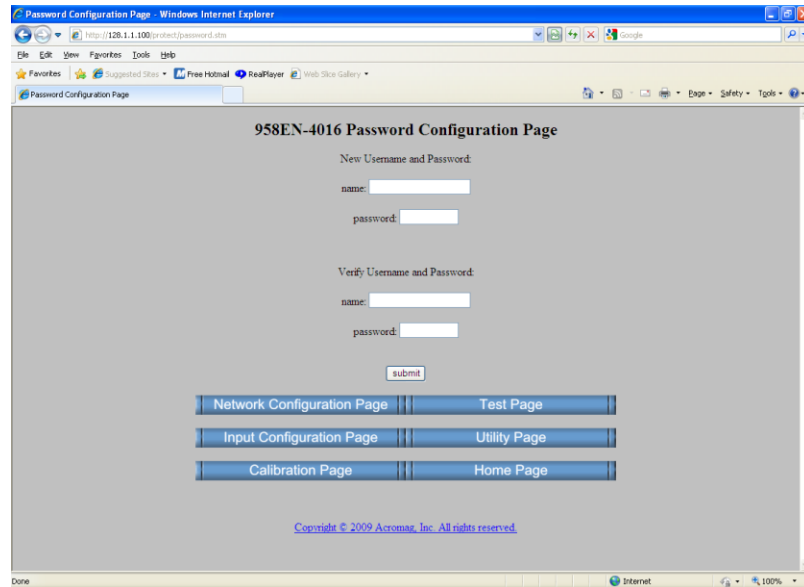 Password Configuration Page - Windows Internet Explorer
http://128.1.1.100/protect/password.stm
Google
File Edit View Favorites Tools Help
Favorites Suggested Sites Free Hotmail RealPlayer Web Slice Gallery
Password Configuration Page
Page Safety Tools
958EN-4016 Password Configuration Page
New Username and Password:
name:
password:
Verify Username and Password:
name:
password:
submit
Network Configuration Page Test Page
Input Configuration Page Utility Page
Calibration Page Home Page
Copyright © 2009 Acromag, Inc. All rights reserved.
Done Internet 100%